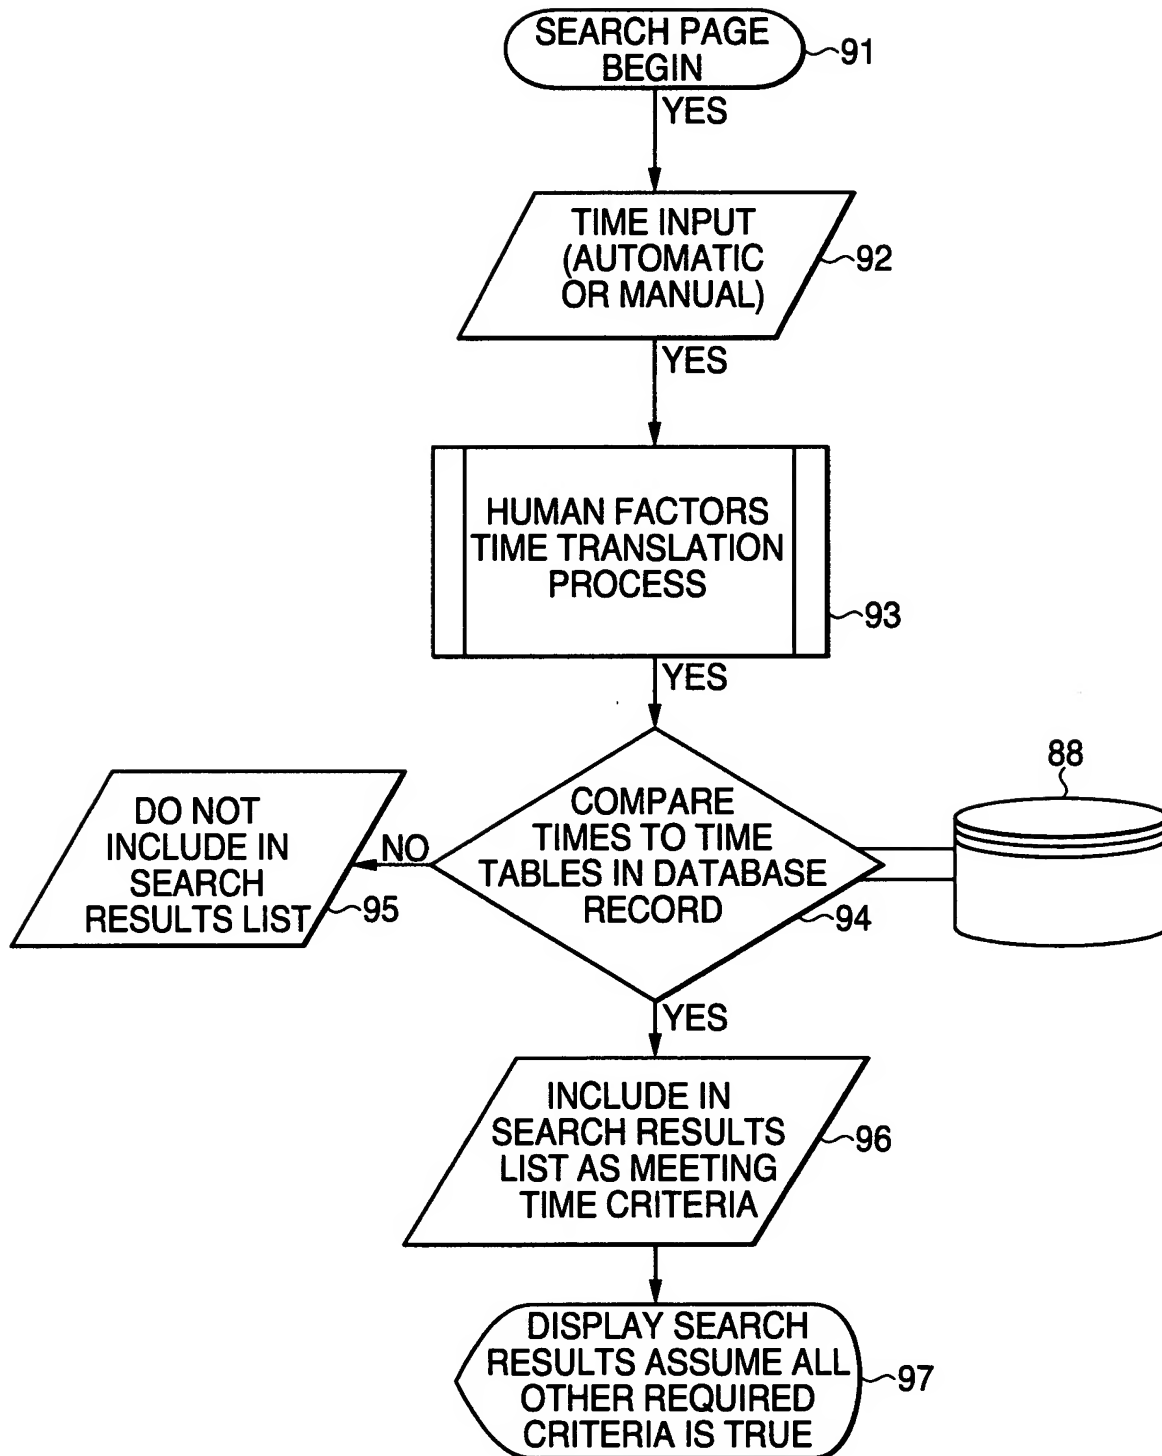 SEARCH PAGE
BEGIN
91
YES
TIME INPUT
(AUTOMATIC
OR MANUAL)
92
YES
HUMAN FACTORS
TIME TRANSLATION
PROCESS
93
YES
COMPARE
TIMES TO TIME
TABLES IN DATABASE
RECORD
94
88
NO
DO NOT
INCLUDE IN
SEARCH
RESULTS LIST
95
YES
INCLUDE IN
SEARCH RESULTS
LIST AS MEETING
TIME CRITERIA
96
DISPLAY SEARCH
RESULTS ASSUME ALL
OTHER REQUIRED
CRITERIA IS TRUE
97